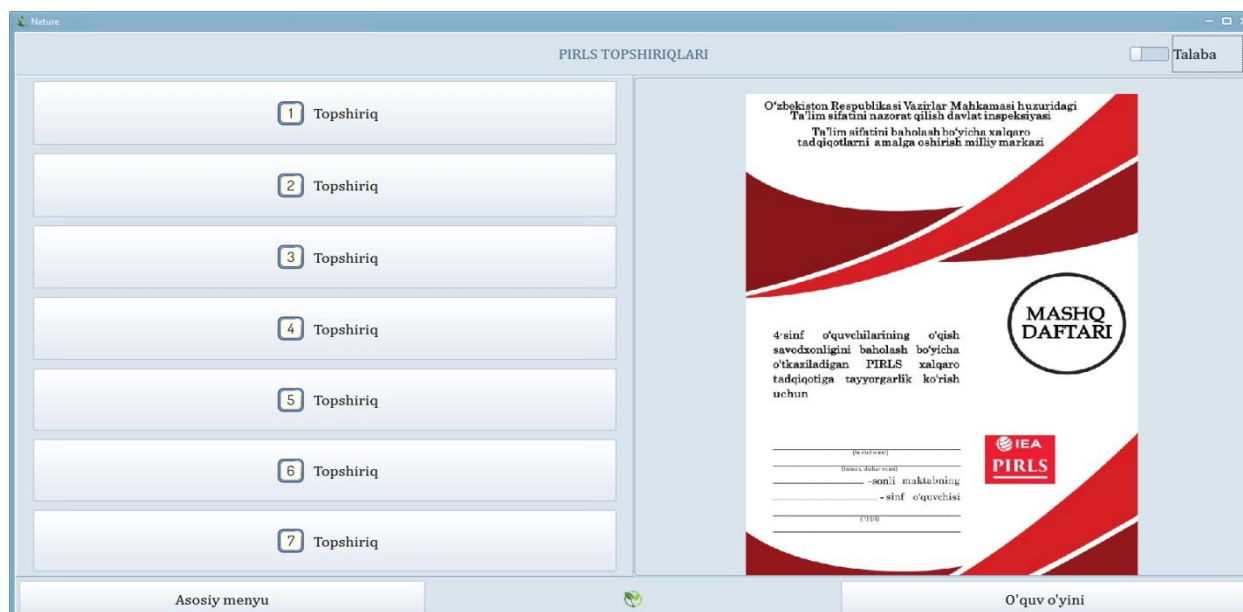 Nature
PIRLS TOPSHIRIQLARI
Talaba
1 Topshiriq
2 Topshiriq
3 Topshiriq
4 Topshiriq
5 Topshiriq
6 Topshiriq
7 Topshiriq
O‘zbekiston Respublikasi Vazirlar Mahkamasi huzuridagi
Ta’lim sifatini nazorat qilish davlat inspeksiyasi
Ta’lim sifatini baholash bo‘yicha xalqaro
tadqiqotlarni amalga oshirish milliy markazi
MASHQ
DAFTARI
4-sinf o‘quvchilarining o‘qish
savodxonligini baholash bo‘yicha
o‘tkaziladigan PIRLS xalqaro
tadqiqotiga tayyorgarlik ko‘rish
uchun
IEA
PIRLS
-sonli maktabning
- sinf o‘quvchisi
Asosiy menyu
O'quv o'yini